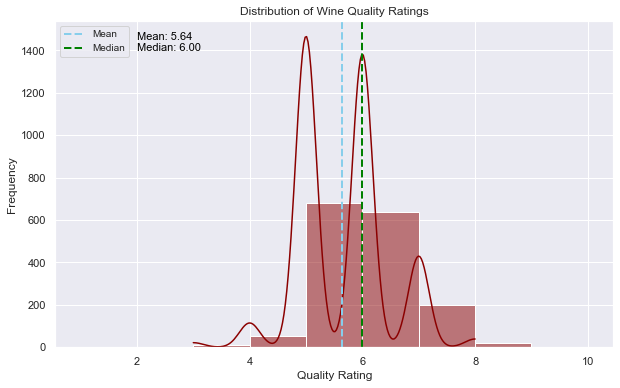 Distribution of Wine Quality Ratings
Mean
Median
Mean: 5.64
Median: 6.00
1400
1200
1000
800
600
400
200
0
Frequency
2
4
6
8
10
Quality Rating